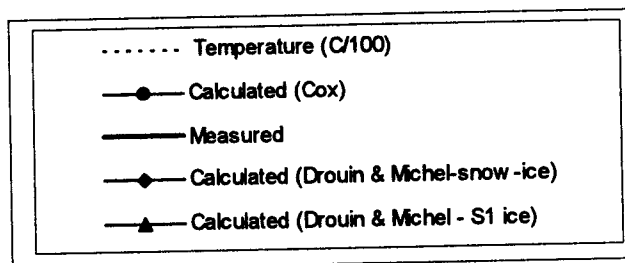 Temperature (C/100)
Calculated (Cox)
Measured
Calculated (Drouin & Michel-snow -ice)
Calculated (Drouin & Michel - S1 ice)